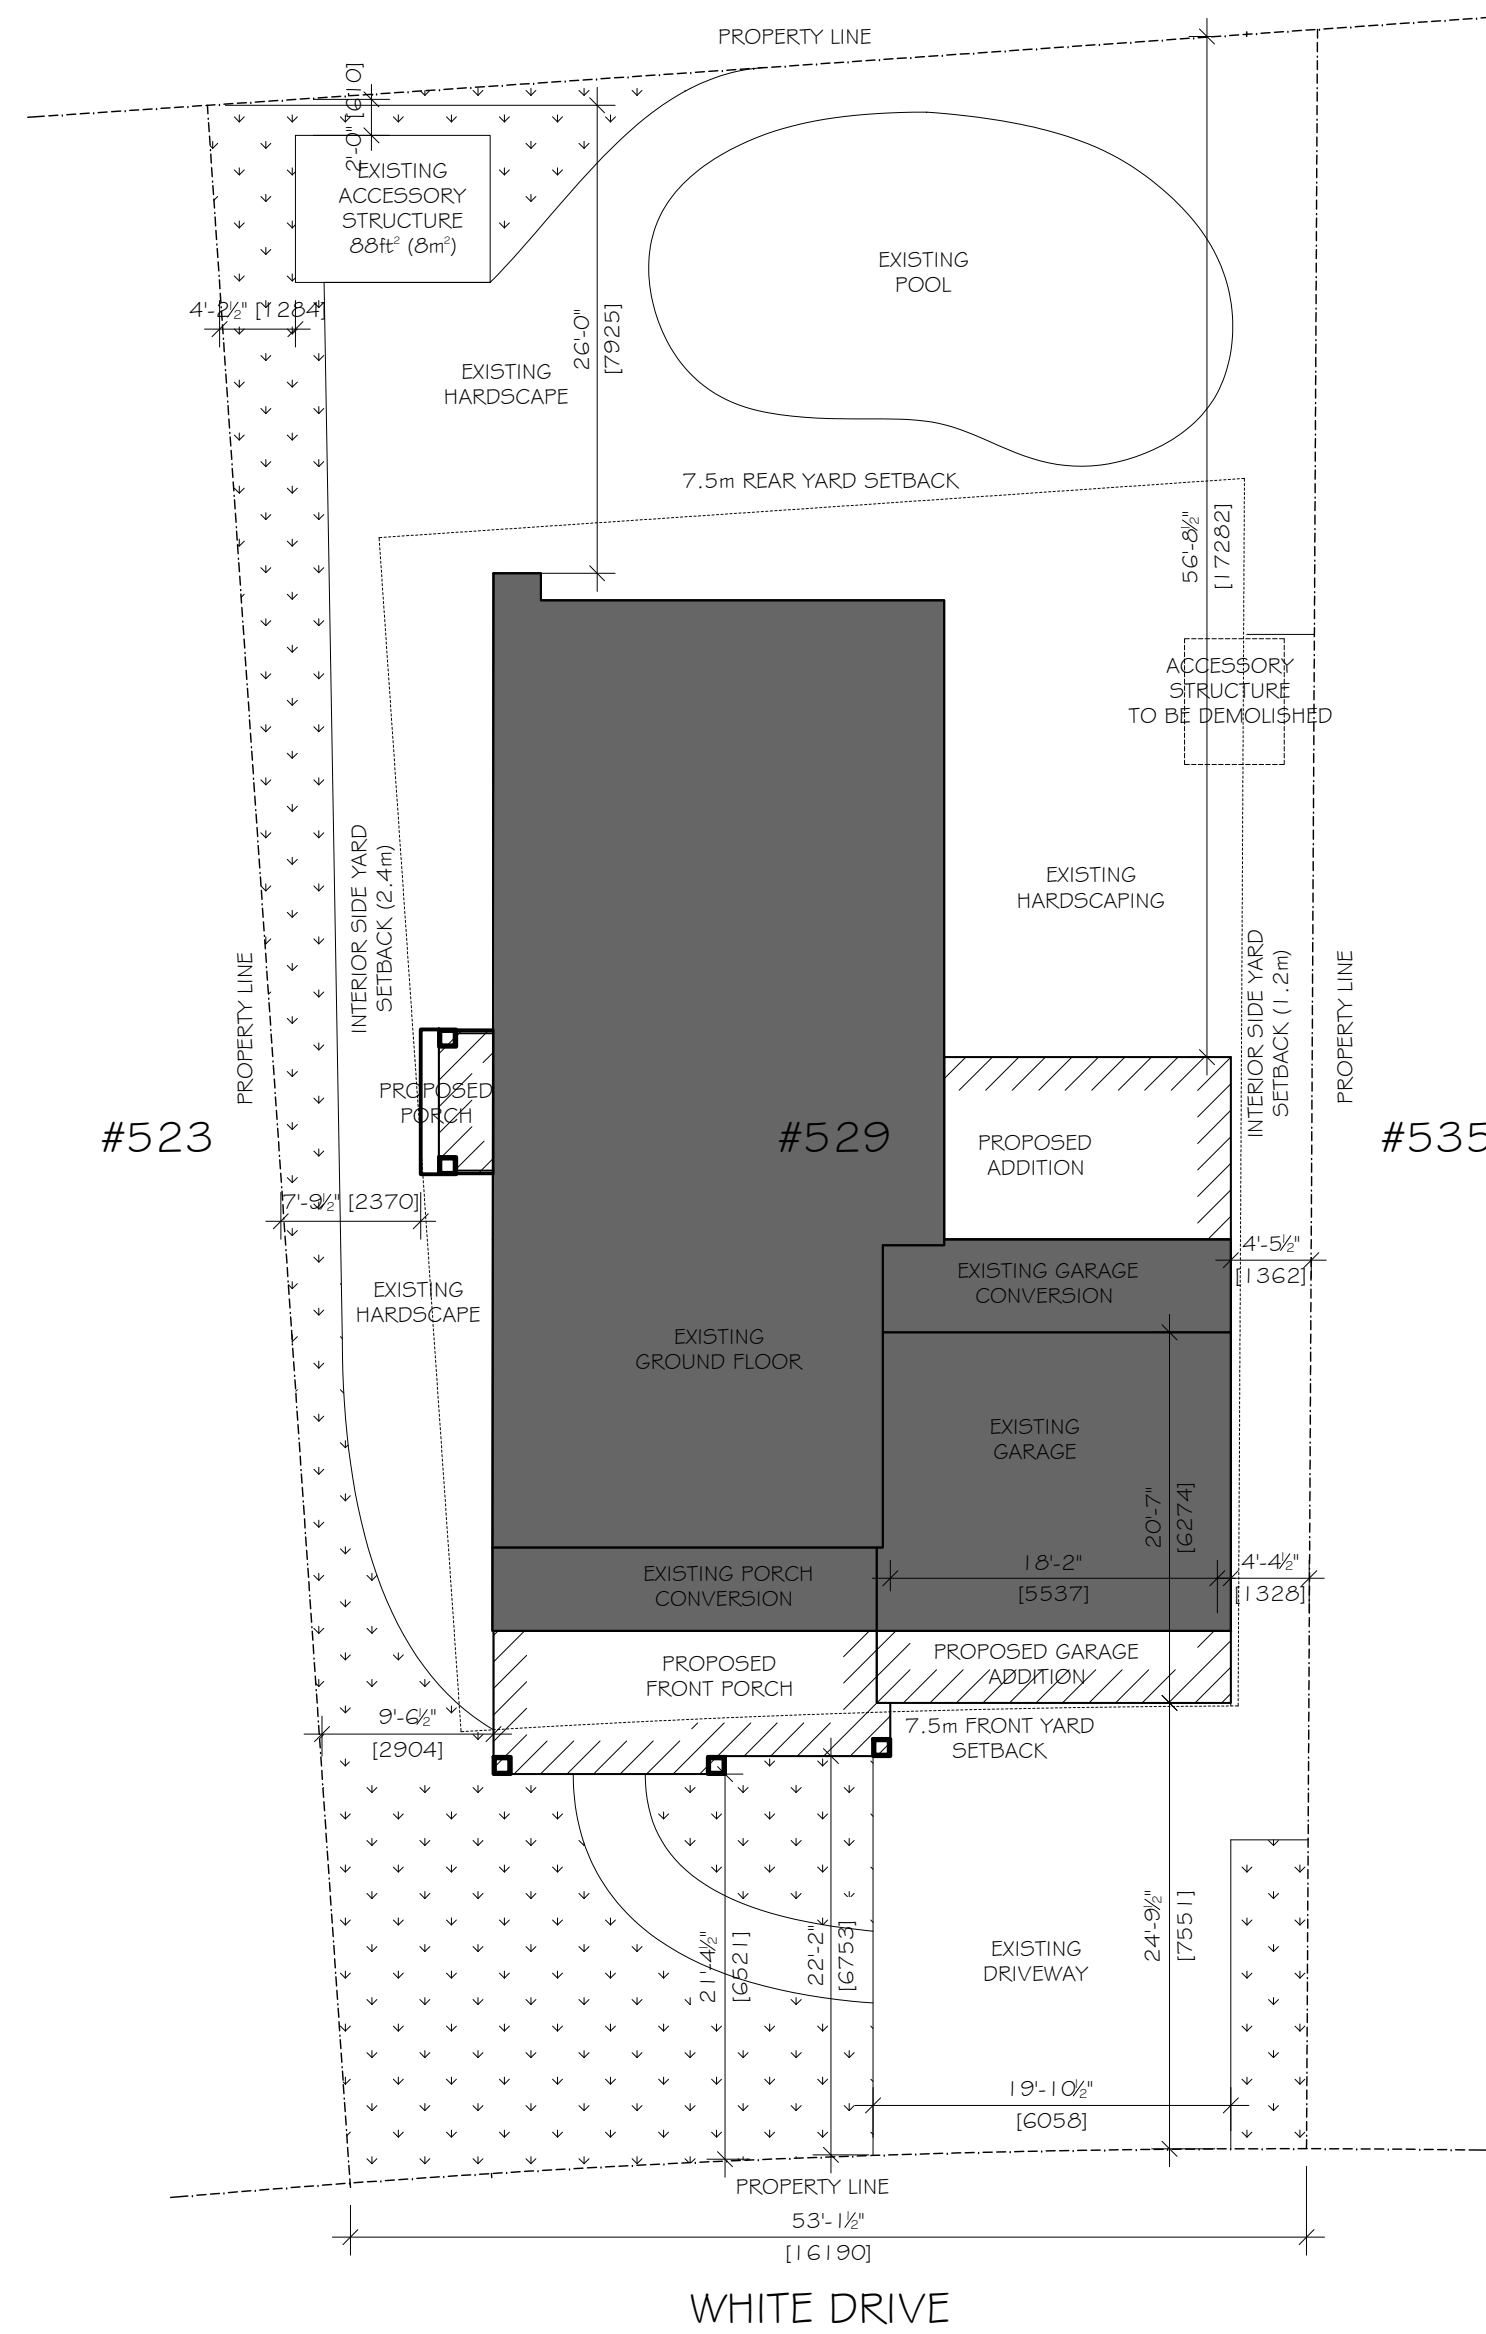 PROPERTY LINE
2'-0" [610]
EXISTING
ACCESSORY
STRUCTURE
88ft² (8m²)
EXISTING
POOL
4'-2½" [1284]
26'-0"
[7925]
EXISTING
HARDSCAPE
7.5m REAR YARD SETBACK
56'-8½"
[17282]
ACCESSORY
STRUCTURE
TO BE DEMOLISHED
INTERIOR SIDE YARD
SETBACK (2.4m)
EXISTING
HARDSCAPING
PROPERTY LINE
INTERIOR SIDE YARD
SETBACK (1.2m)
PROPERTY LINE
PROPOSED
PORCH
#523
#529
#535
PROPOSED
ADDITION
7'-9½" [2370]
4'-5½"
[1362]
EXISTING GARAGE
CONVERSION
EXISTING
HARDSCAPE
EXISTING
GROUND FLOOR
EXISTING
GARAGE
20'-7"
[6274]
EXISTING PORCH
CONVERSION
18'-2"
[5537]
4'-4½"
[1328]
PROPOSED
FRONT PORCH
PROPOSED GARAGE
ADDITION
9'-6½"
[2904]
7.5m FRONT YARD
SETBACK
21'-4½"
[6521]
22'-2"
[6753]
EXISTING
DRIVEWAY
24'-9½"
[7551]
19'-10½"
[6058]
PROPERTY LINE
53'-1½"
[16190]
WHITE DRIVE